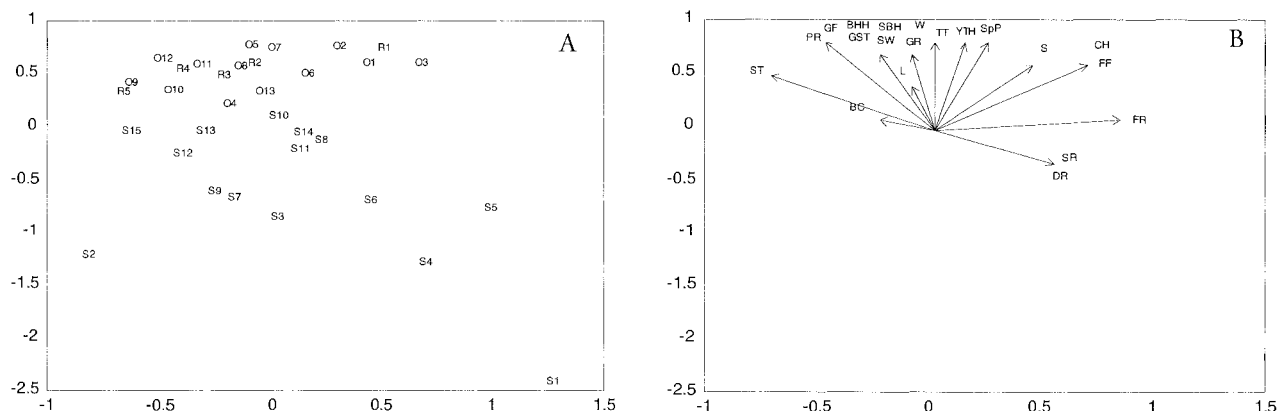 A
1
0.5
0
-0.5
-1
-1.5
-2
-2.5
-1 -0.5 0 0.5 1 1.5
O5 O7 O2 R1
O12 O11 O8 R2 O1 O3
R4 R3 O6
O9 O10 O13
R5 O4
S10
S15 S13 S14 S8
S12 S11
S9 S7 S6
S3 S5
S2 S4
S1
B
1
0.5
0
-0.5
-1
-1.5
-2
-2.5
-1 -0.5 0 0.5 1 1.5
GF BHH SBH W
PR GST SW GR TT YTH SpP S CH
ST L FF
BC FR
SR
DR